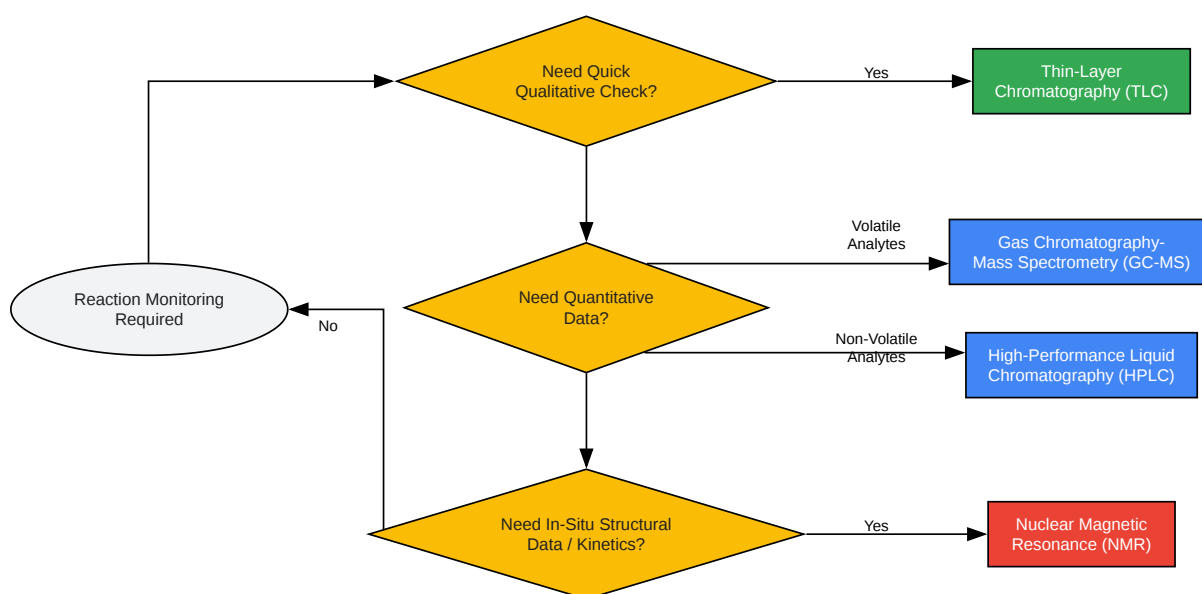 Need Quick
Qualitative Check?
Yes
Thin-Layer
Chromatography (TLC)
Volatile
Analytes
Gas Chromatography-
Mass Spectrometry (GC-MS)
Reaction Monitoring
Required
No
Need Quantitative
Data?
Non-Volatile
Analytes
High-Performance Liquid
Chromatography (HPLC)
Need In-Situ Structural
Data / Kinetics?
Yes
Nuclear Magnetic
Resonance (NMR)